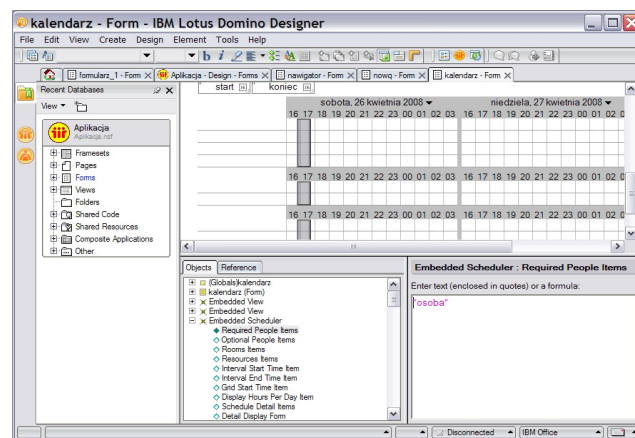 kalendarz - Form - IBM Lotus Domino Designer
File Edit View Create Design Element Tools Help
formularz_1 - Form Aplikacja - Design - Forms nawigator - Form nowq - Form kalendarz - Form
Recent Databases
View
Aplikacja
Aplikacja.nsf
Framesets
Pages
Forms
Views
Folders
Shared Code
Shared Resources
Composite Applications
Other
start koniec
sobota, 26 kwietnia 2008 niedziela, 27 kwietnia 2008
16 17 18 19 20 21 22 23 00 01 02 03 16 17 18 19 20 21 22 23 00 01 02 0
16 17 18 19 20 21 22 23 00 01 02 03 16 17 18 19 20 21 22 23 00 01 02 0
16 17 18 19 20 21 22 23 00 01 02 03 16 17 18 19 20 21 22 23 00 01 02 0
Objects Reference
(Globals)kalendarz
kalendarz (Form)
Embedded View
Embedded View
Embedded Scheduler
Required People Items
Optional People Items
Rooms Items
Resources Items
Interval Start Time Item
Interval End Time Item
Grid Start Time Item
Display Hours Per Day Item
Schedule Detail Items
Detail Display Form
Embedded Scheduler : Required People Items
Enter text (enclosed in quotes) or a formula:
"osoba"
Disconnected IBM Office